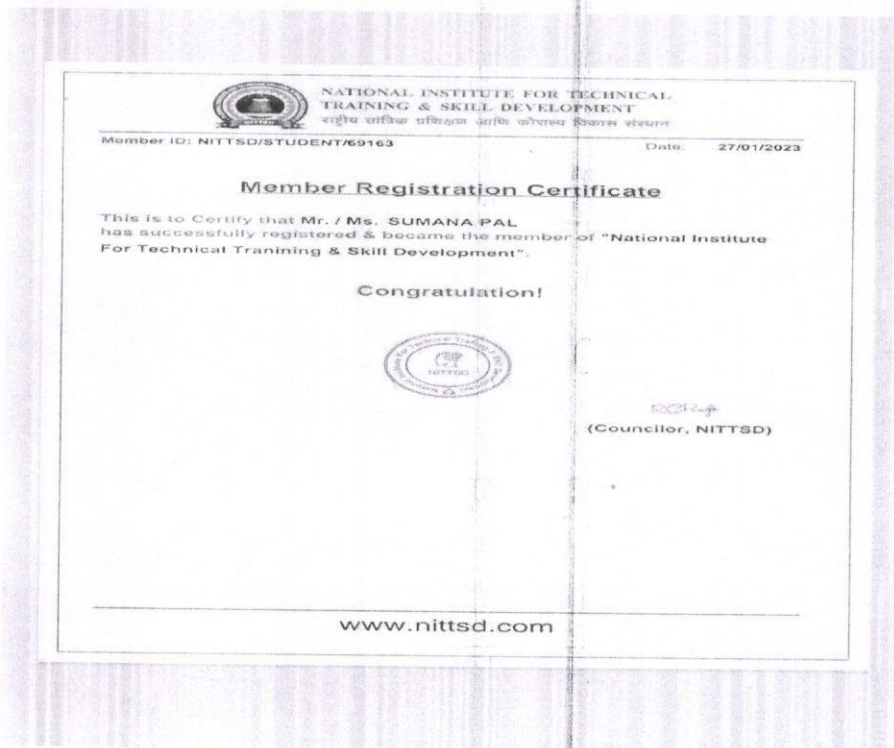 NATIONAL INSTITUTE FOR TECHNICAL
TRAINING & SKILL DEVELOPMENT
राष्ट्रीय तांत्रिक प्रशिक्षण आणि कौशल्य विकास संस्थान
Member ID: NITTSD/STUDENT/69163 Date: 27/01/2023
Member Registration Certificate
This is to Certify that Mr. / Ms. SUMANA PAL
has successfully registered & became the member of "National Institute
For Technical Tranining & Skill Development".
Congratulation!
NITTSD
(Councilor, NITTSD)
www.nittsd.com